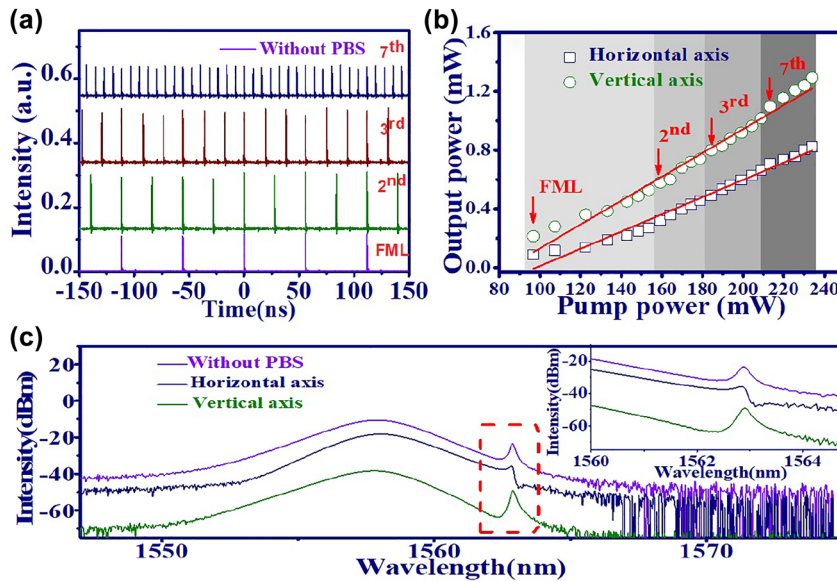 (a)
Without PBS
7th
3rd
2nd
FML
Intensity (a.u.)
0.6
0.4
0.2
0.0
-150 -100 -50 0 50 100 150
Time(ns)
(b)
Horizontal axis
Vertical axis
FML
2nd
3rd
7th
Output power (mW)
1.6
1.2
0.8
0.4
0.0
80 100 120 140 160 180 200 220 240
Pump power (mW)
(c)
Without PBS
Horizontal axis
Vertical axis
Intensity(dBm)
20
0
-20
-40
-60
1550 1560 1570
Wavelength(nm)
Intensity(dBm)
-20
-40
-60
1560 1562 1564
Wavelength(nm)